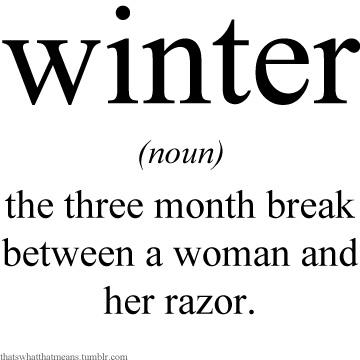 winter
(noun)
the three month break
between a woman and
her razor.
thatswhatthatmeans.tumblr.com